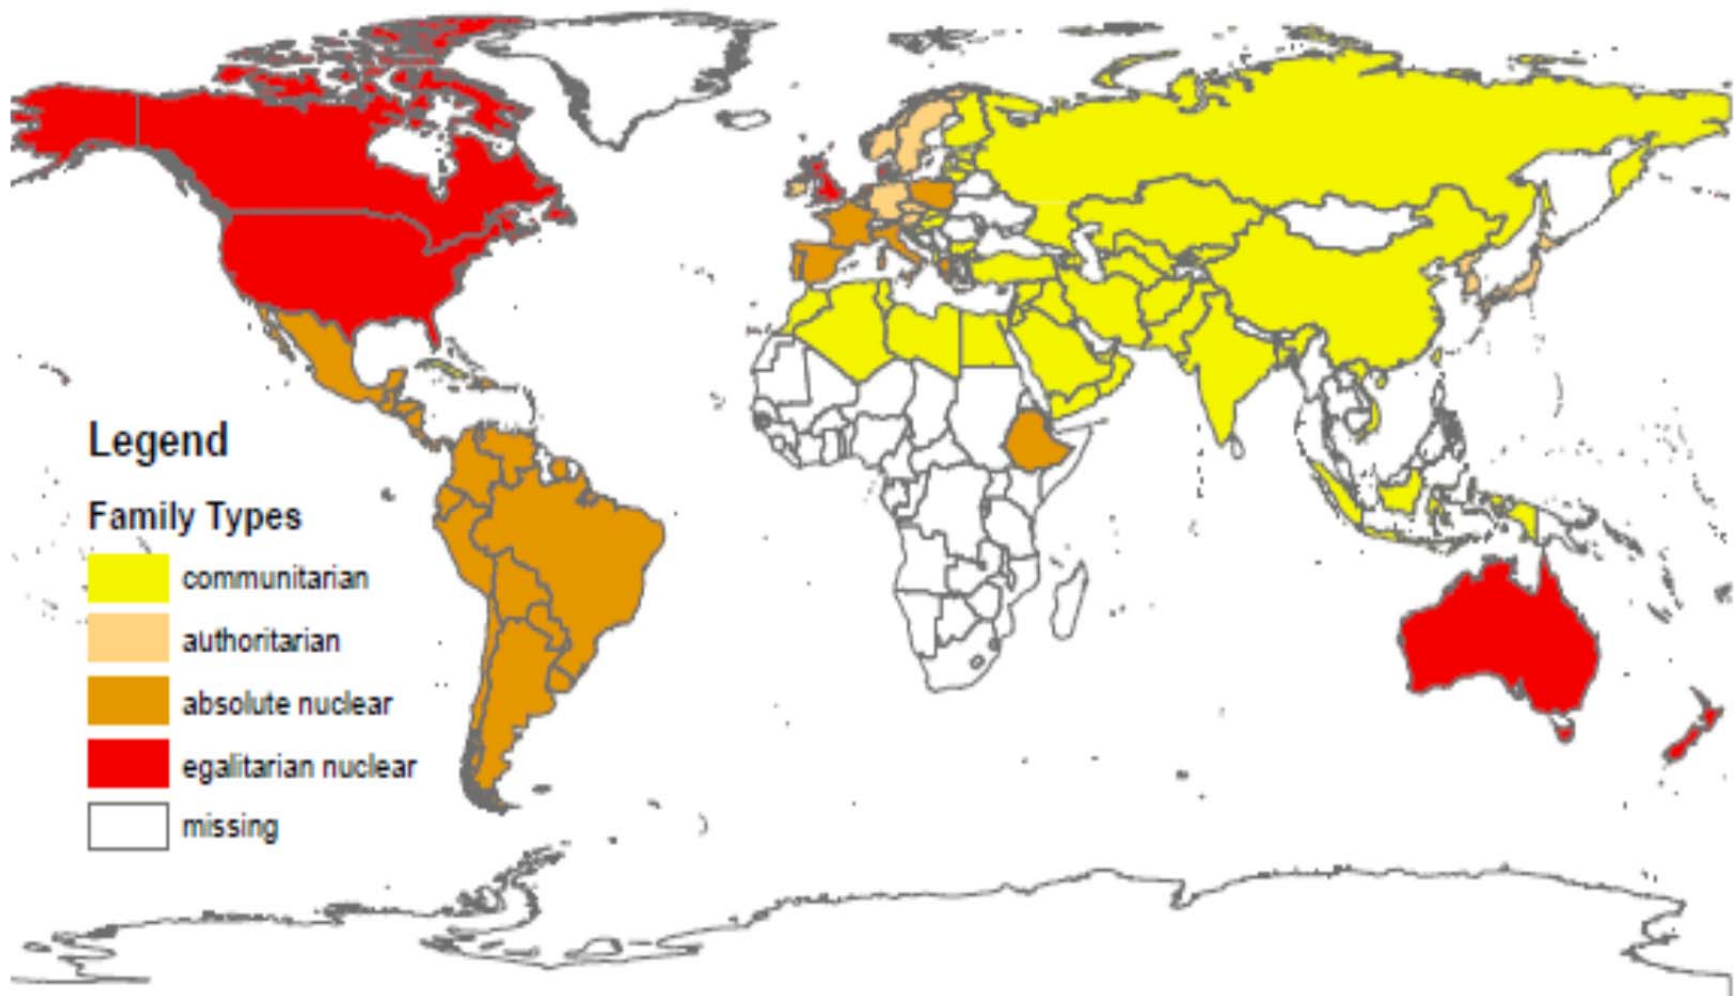 Legend
Family Types
communitarian
authoritarian
absolute nuclear
egalitarian nuclear
missing